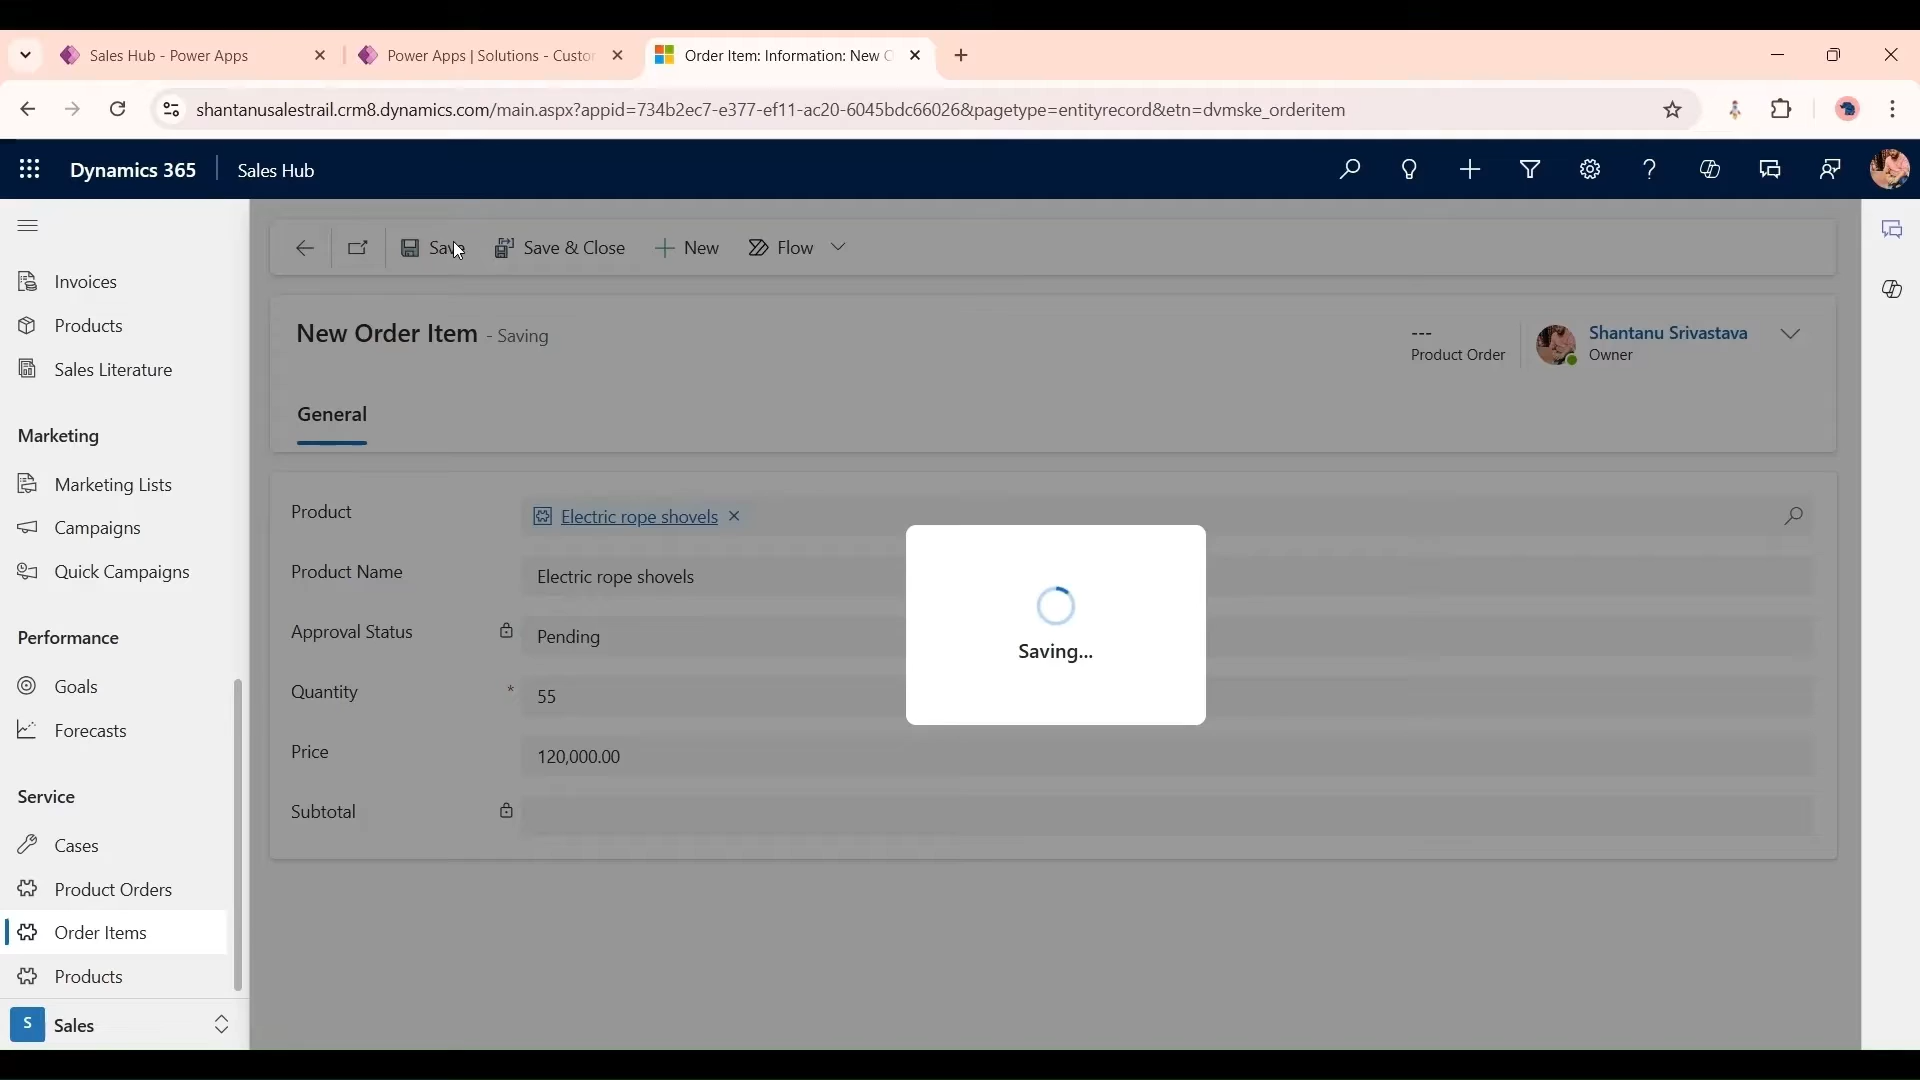 Sales Hub - Power Apps
Power Apps | Solutions - Custor
Order Item: Information: New O
shantanusalestrail.crm8.dynamics.com/main.aspx?appid=734b2ec7-e377-ef11-ac20-6045bdc66026&pagetype=entityrecord&etn=dvmske_orderitem
Dynamics 365
Sales Hub
Save
Save & Close
New
Flow
Invoices
Products
Sales Literature
Marketing
Marketing Lists
Campaigns
Quick Campaigns
Performance
Goals
Forecasts
Service
Cases
Product Orders
Order Items
Products
S Sales
New Order Item - Saving
---
Product Order
Shantanu Srivastava
Owner
General
Product Electric rope shovels
Product Name Electric rope shovels
Approval Status Pending
Quantity * 55
Price 120,000.00
Subtotal
Saving...